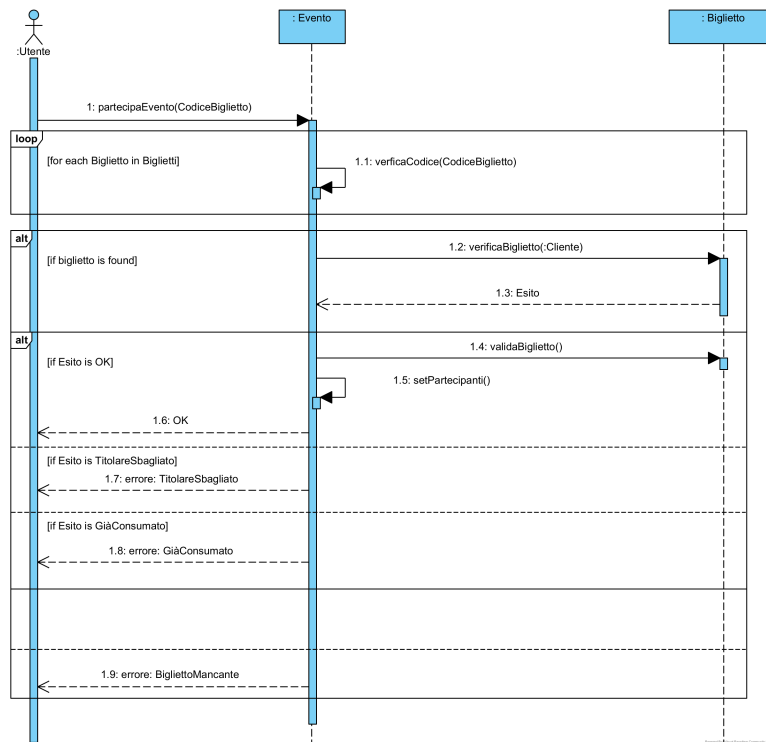 : Evento
: Biglietto
:Utente
1: partecipaEvento(CodiceBiglietto)
loop
[for each Biglietto in Biglietti]
1.1: verficaCodice(CodiceBiglietto)
alt
[if biglietto is found]
1.2: verificaBiglietto(:Cliente)
1.3: Esito
alt
[if Esito is OK]
1.4: validaBiglietto()
1.5: setPartecipanti()
1.6: OK
[if Esito is TitolareSbagliato]
1.7: errore: TitolareSbagliato
[if Esito is GiàConsumato]
1.8: errore: GiàConsumato
1.9: errore: BigliettoMancante